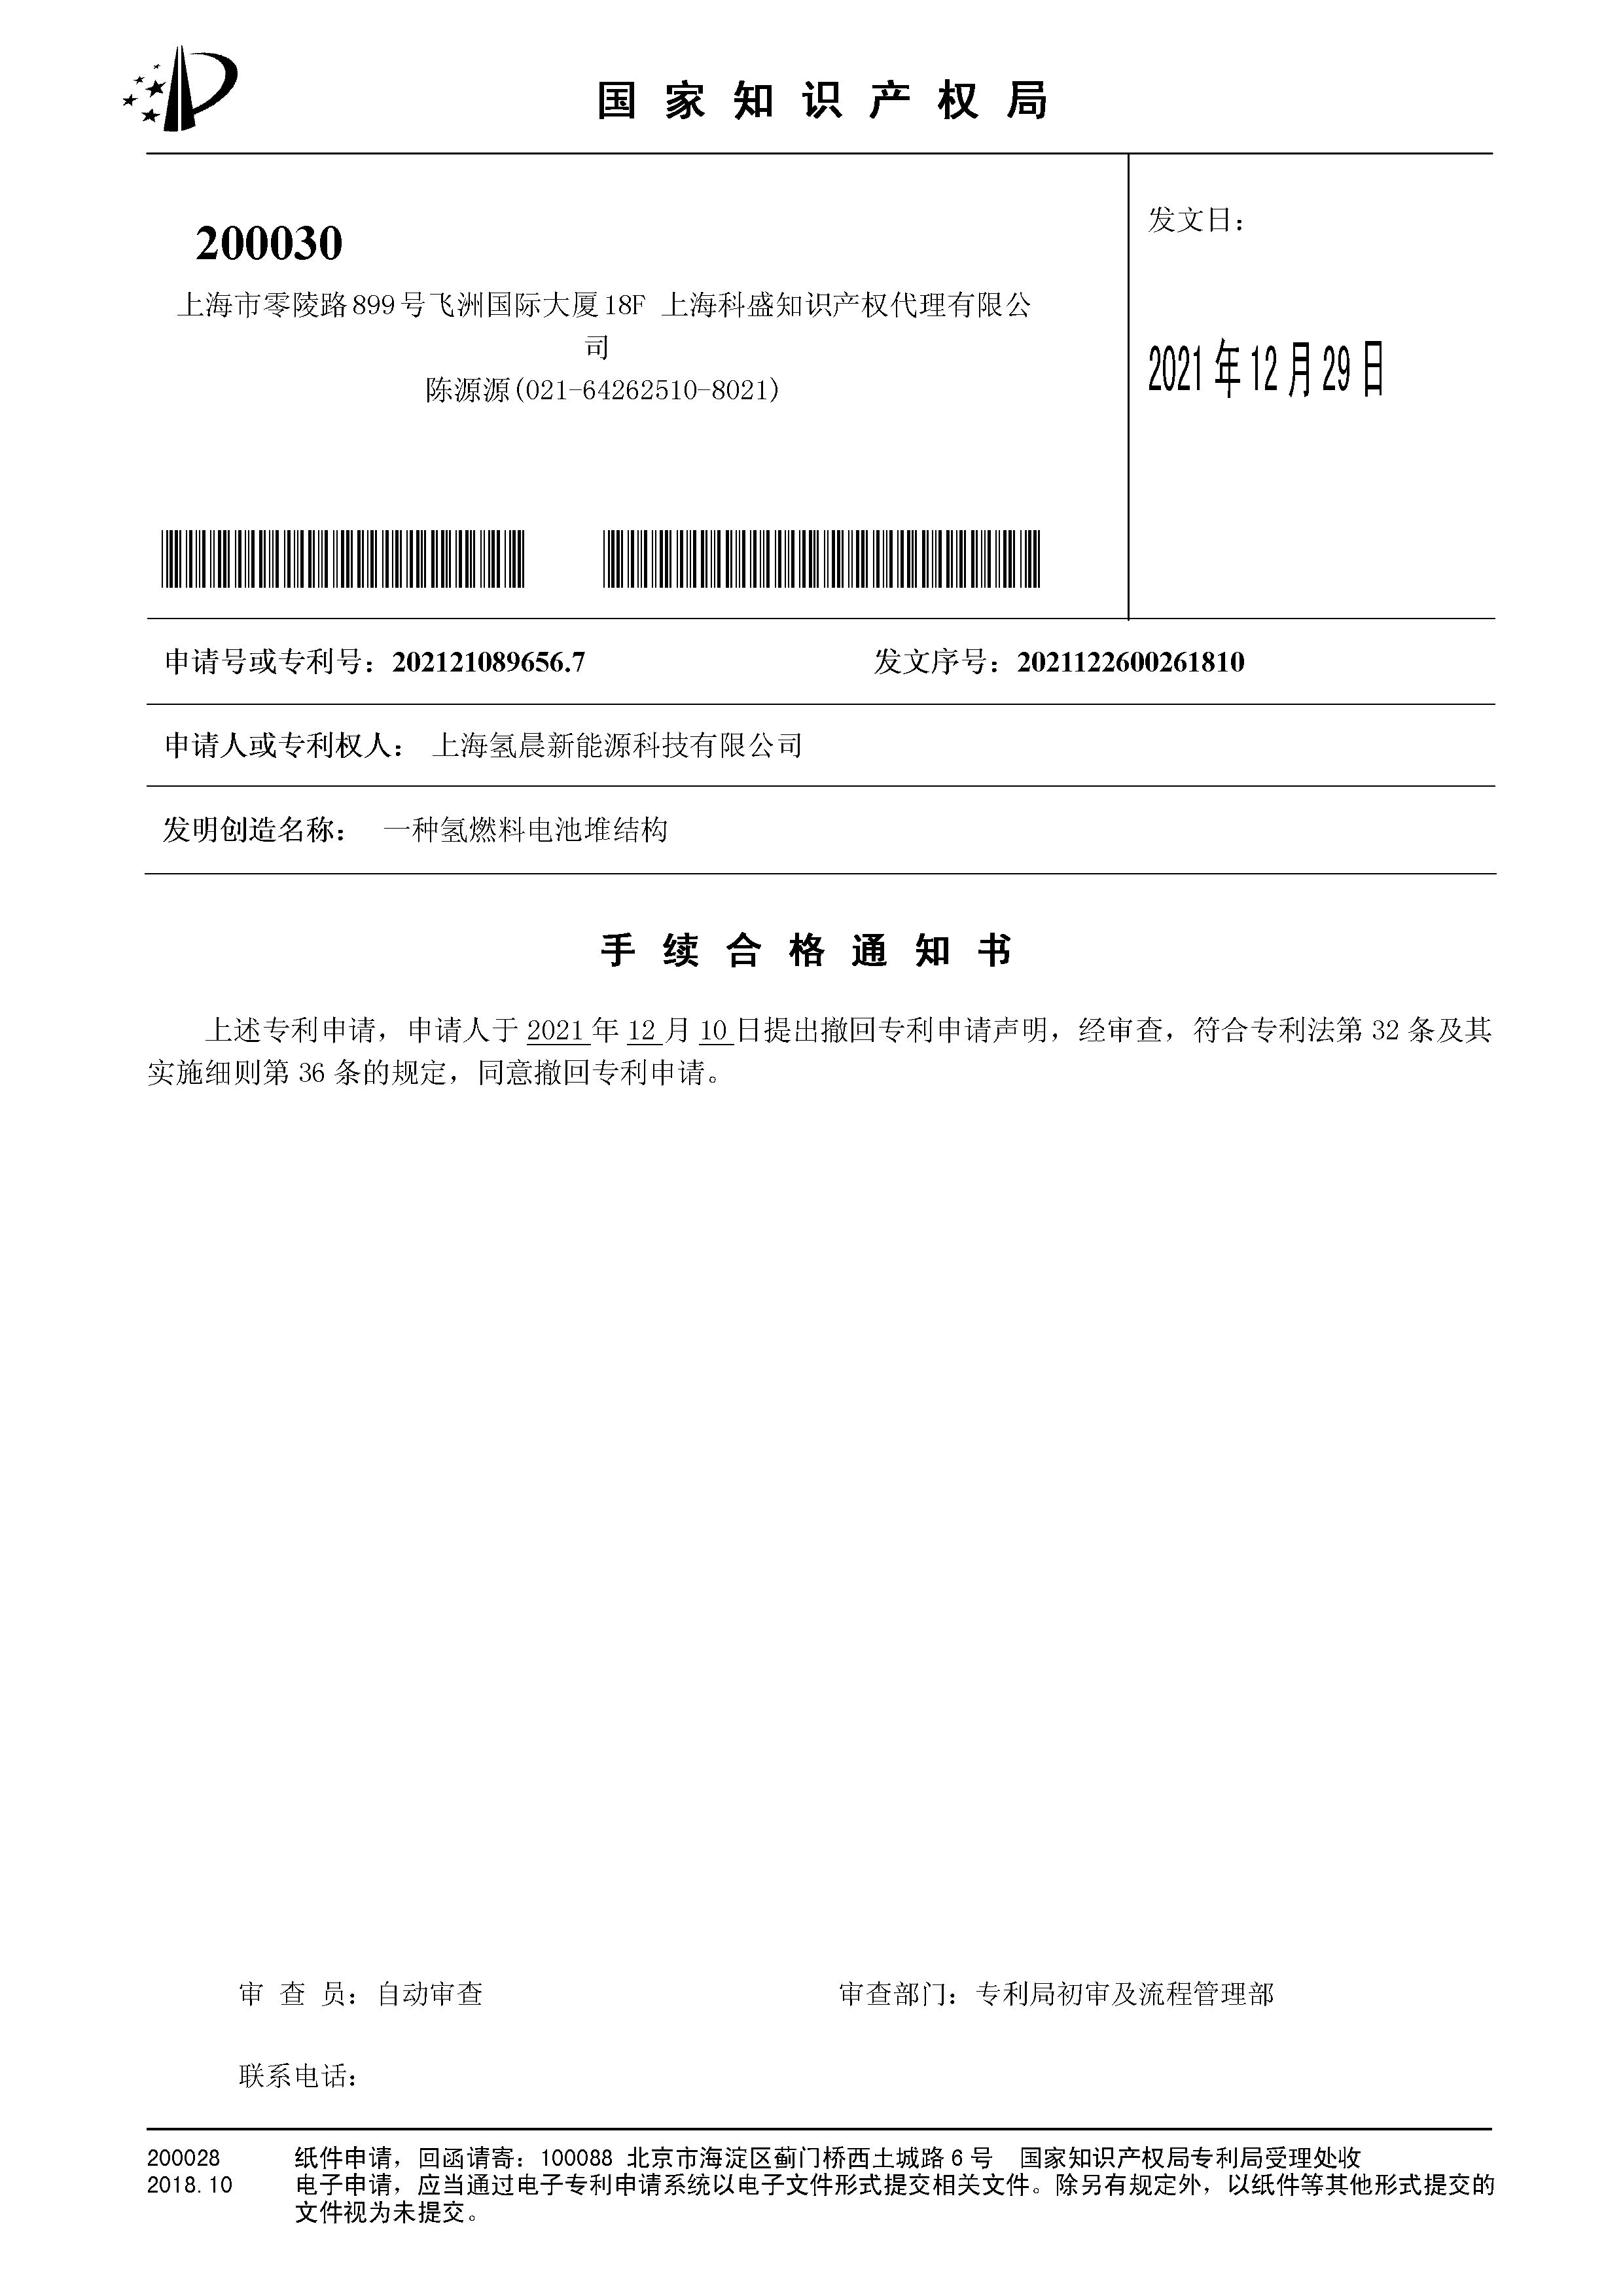 国家知识产权局
200030
发文日：
上海市零陵路899号飞洲国际大厦18F 上海科盛知识产权代理有限公
司
陈源源(021-64262510-8021)
2021年12月29日
申请号或专利号：202121089656.7 发文序号：2021122600261810
申请人或专利权人： 上海氢晨新能源科技有限公司
发明创造名称： 一种氢燃料电池堆结构
手续合格通知书
上述专利申请，申请人于 2021 年 12 月 10 日提出撤回专利申请声明，经审查，符合专利法第 32 条及其
实施细则第 36 条的规定，同意撤回专利申请。
审 查 员：自动审查 审查部门：专利局初审及流程管理部
联系电话：
200028 纸件申请，回函请寄：100088 北京市海淀区蓟门桥西土城路 6 号 国家知识产权局专利局受理处收
2018.10 电子申请，应当通过电子专利申请系统以电子文件形式提交相关文件。除另有规定外，以纸件等其他形式提交的
文件视为未提交。